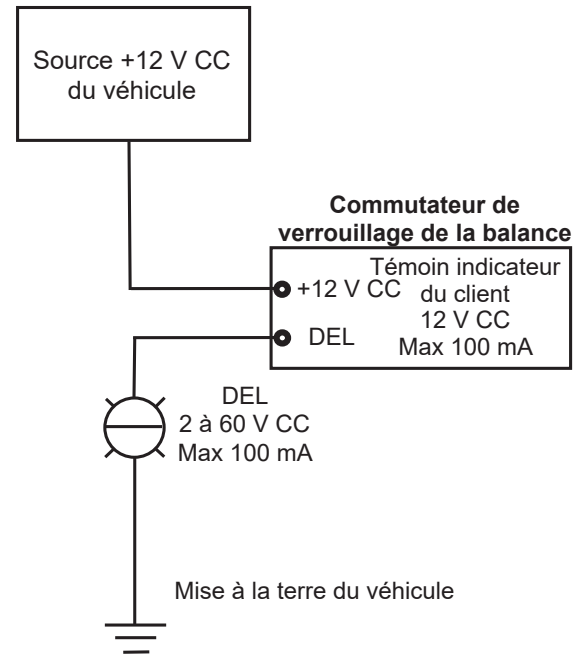 Source +12 V CC
du véhicule
Commutateur de
verrouillage de la balance
Témoin indicateur
+12 V CC du client
12 V CC
DEL
Max 100 mA
DEL
2 à 60 V CC
Max 100 mA
Mise à la terre du véhicule